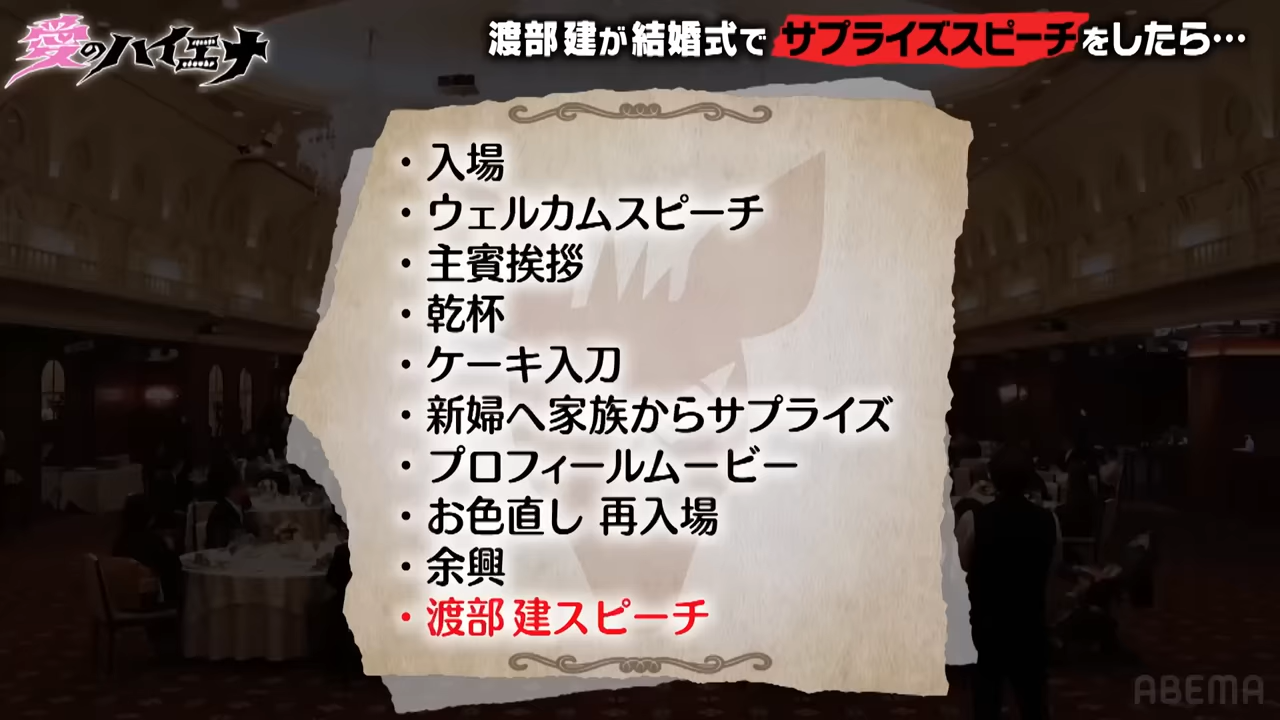 愛のハイエナ
渡部 建が結婚式でサプライズスピーチをしたら…
・入場
・ウェルカムスピーチ
・主賓挨拶
・乾杯
・ケーキ入刀
・新婦へ家族からサプライズ
・プロフィールムービー
・お色直し 再入場
・余興
・渡部 建スピーチ
ABEMA